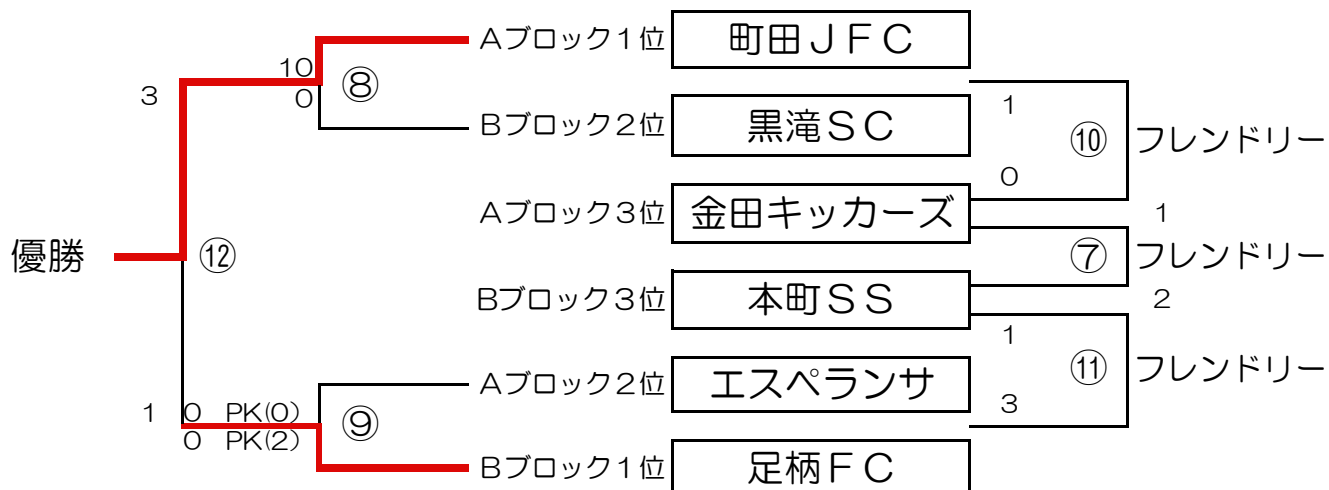 Aブロック1位 町田JFC
10
3 ⑧
0
1
Bブロック2位 黒滝SC
⑩ フレンドリー
0
Aブロック3位 金田キッカーズ
1
優勝 ⑫
⑦ フレンドリー
Bブロック3位 本町SS
2
1
⑪ フレンドリー
Aブロック2位 エスペランサ
3
1 0 PK(0)
⑨
0 PK(2)
Bブロック1位 足柄FC